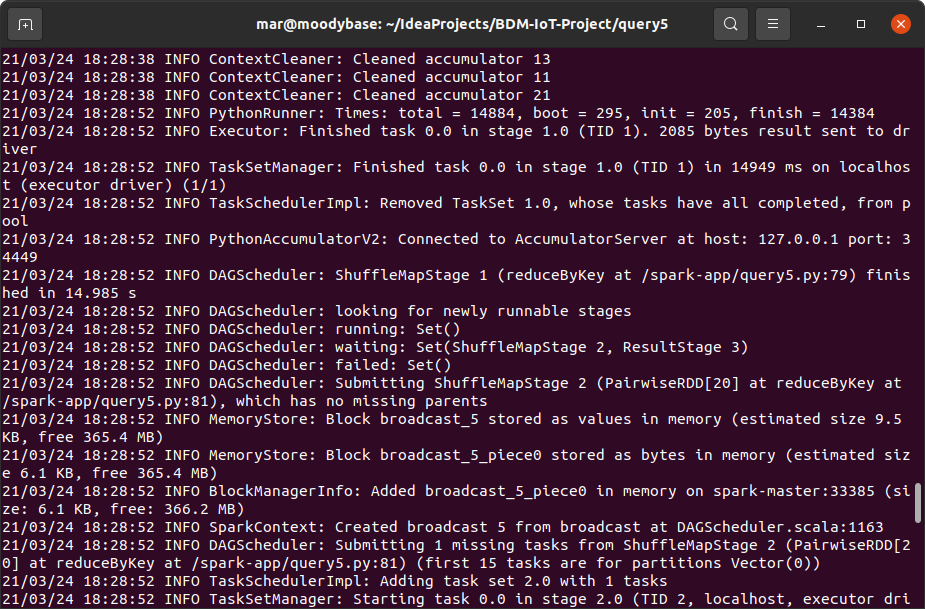 mar@moodybase: ~/IdeaProjects/BDM-IoT-Project/query5
21/03/24 18:28:38 INFO ContextCleaner: Cleaned accumulator 13
21/03/24 18:28:38 INFO ContextCleaner: Cleaned accumulator 11
21/03/24 18:28:38 INFO ContextCleaner: Cleaned accumulator 21
21/03/24 18:28:52 INFO PythonRunner: Times: total = 14884, boot = 295, init = 205, finish = 14384
21/03/24 18:28:52 INFO Executor: Finished task 0.0 in stage 1.0 (TID 1). 2085 bytes result sent to dr
iver
21/03/24 18:28:52 INFO TaskSetManager: Finished task 0.0 in stage 1.0 (TID 1) in 14949 ms on localhos
t (executor driver) (1/1)
21/03/24 18:28:52 INFO TaskSchedulerImpl: Removed TaskSet 1.0, whose tasks have all completed, from p
ool
21/03/24 18:28:52 INFO PythonAccumulatorV2: Connected to AccumulatorServer at host: 127.0.0.1 port: 3
4449
21/03/24 18:28:52 INFO DAGScheduler: ShuffleMapStage 1 (reduceByKey at /spark-app/query5.py:79) finis
hed in 14.985 s
21/03/24 18:28:52 INFO DAGScheduler: looking for newly runnable stages
21/03/24 18:28:52 INFO DAGScheduler: running: Set()
21/03/24 18:28:52 INFO DAGScheduler: waiting: Set(ShuffleMapStage 2, ResultStage 3)
21/03/24 18:28:52 INFO DAGScheduler: failed: Set()
21/03/24 18:28:52 INFO DAGScheduler: Submitting ShuffleMapStage 2 (PairwiseRDD[20] at reduceByKey at
/spark-app/query5.py:81), which has no missing parents
21/03/24 18:28:52 INFO MemoryStore: Block broadcast_5 stored as values in memory (estimated size 9.5
KB, free 365.4 MB)
21/03/24 18:28:52 INFO MemoryStore: Block broadcast_5_piece0 stored as bytes in memory (estimated siz
e 6.1 KB, free 365.4 MB)
21/03/24 18:28:52 INFO BlockManagerInfo: Added broadcast_5_piece0 in memory on spark-master:33385 (si
ze: 6.1 KB, free: 366.2 MB)
21/03/24 18:28:52 INFO SparkContext: Created broadcast 5 from broadcast at DAGScheduler.scala:1163
21/03/24 18:28:52 INFO DAGScheduler: Submitting 1 missing tasks from ShuffleMapStage 2 (PairwiseRDD[2
0] at reduceByKey at /spark-app/query5.py:81) (first 15 tasks are for partitions Vector(0))
21/03/24 18:28:52 INFO TaskSchedulerImpl: Adding task set 2.0 with 1 tasks
21/03/24 18:28:52 INFO TaskSetManager: Starting task 0.0 in stage 2.0 (TID 2, localhost, executor dri